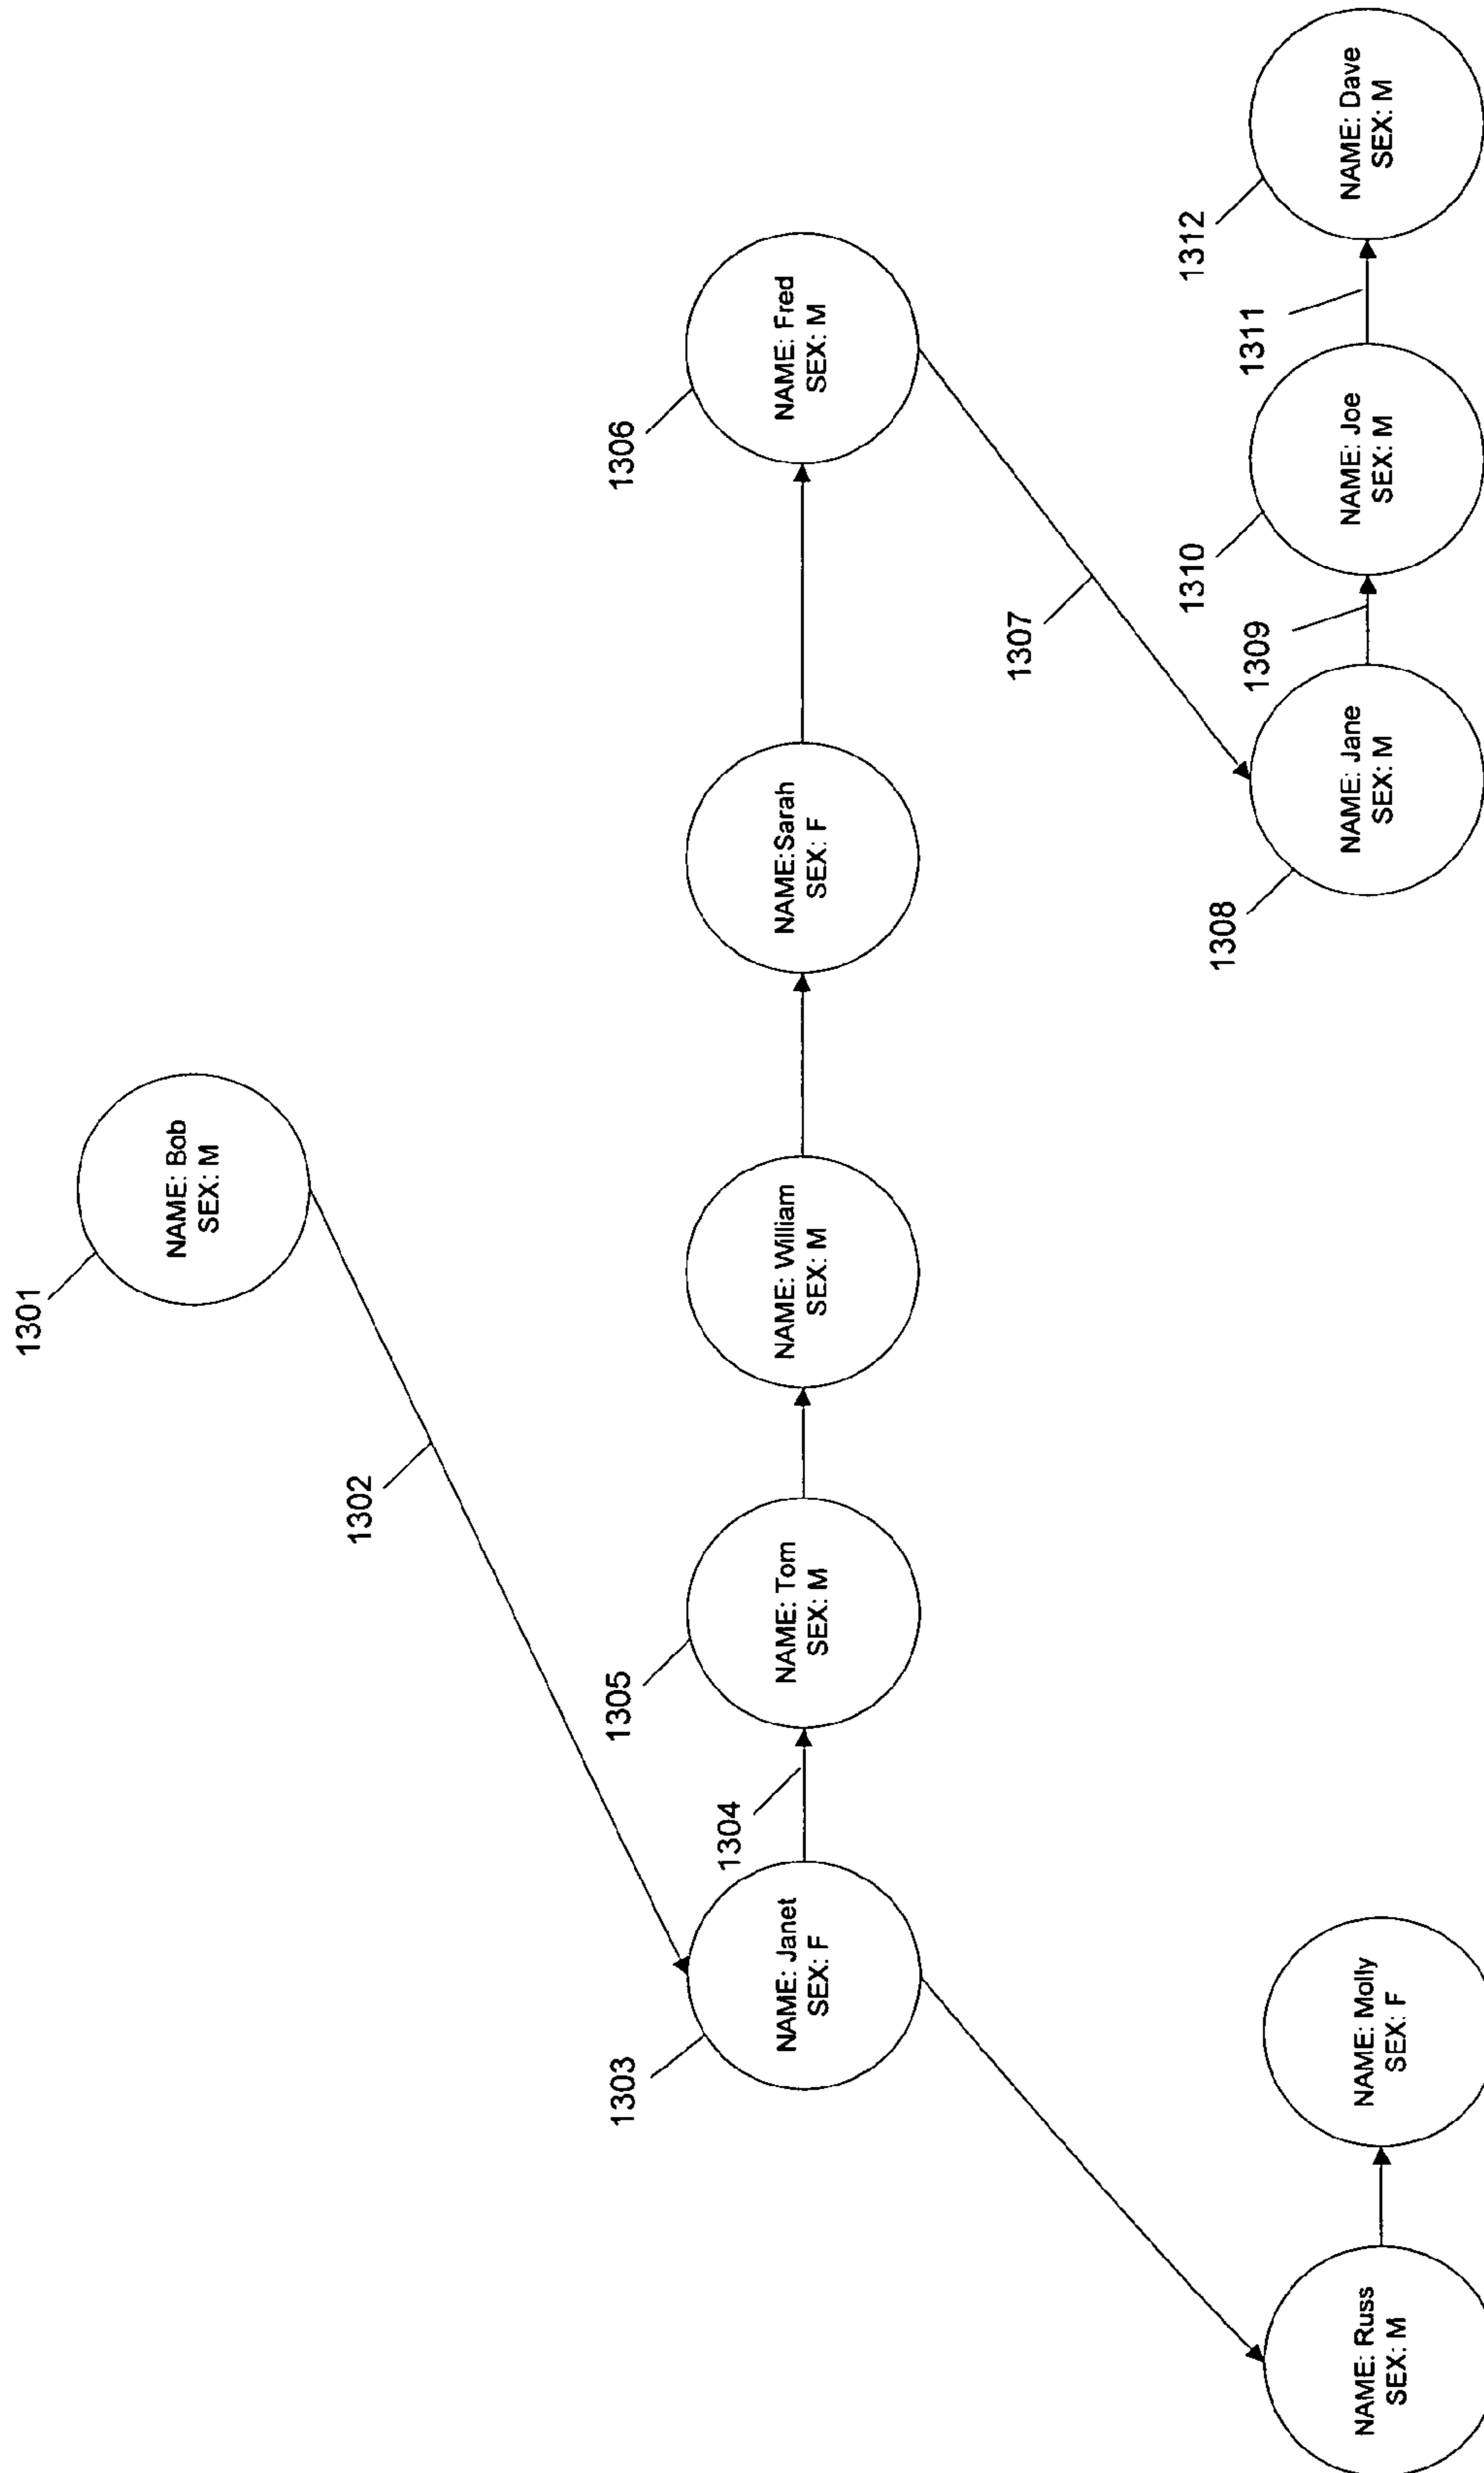 1301
NAME: Bob
SEX: M
1302
1303
NAME: Janet
SEX: F
1304
1305
NAME: Tom
SEX: M
NAME: William
SEX: M
NAME:Sarah
SEX: F
1306
NAME: Fred
SEX: M
1307
NAME: Russ
SEX: M
NAME: Molly
SEX: F
1308
NAME: Jane
SEX: M
1309
1310
NAME: Joe
SEX: M
1311
1312
NAME: Dave
SEX: M